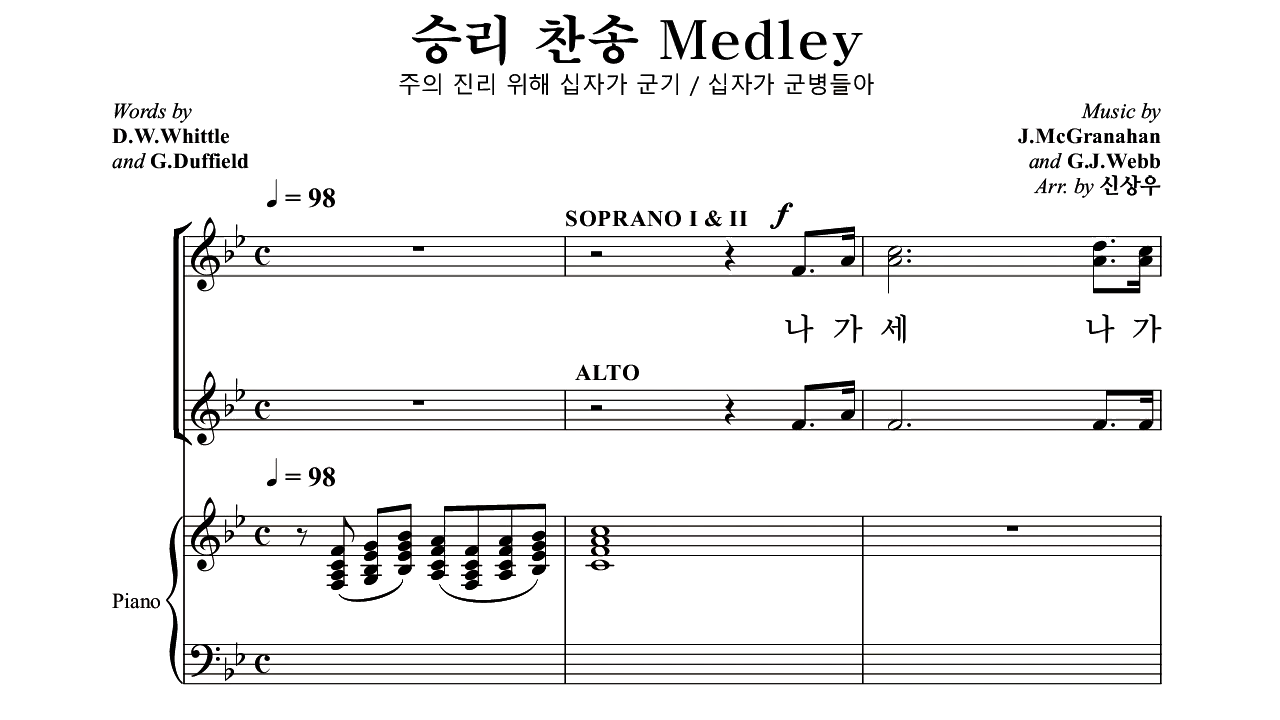 승리 찬송 Medley
주의 진리 위해 십자가 군기 / 십자가 군병들아
Words by
D.W.Whittle
and G.Duffield
Music by
J.McGranahan
and G.J.Webb
Arr. by 신상우
= 98
SOPRANO I & II f
나 가 세 나 가
ALTO
= 98
Piano